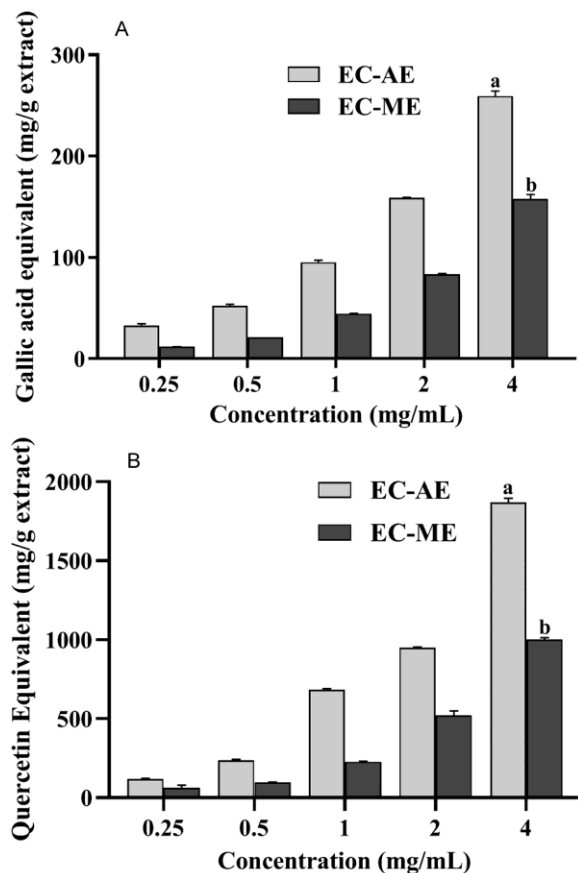 A
Gallic acid equivalent (mg/g extract)
300
200
100
0
EC-AE
EC-ME
a
b
0.25 0.5 1 2 4
Concentration (mg/mL)
B
Quercetin Equivalent (mg/g extract)
2000
1500
1000
500
0
EC-AE
EC-ME
a
b
0.25 0.5 1 2 4
Concentration (mg/mL)